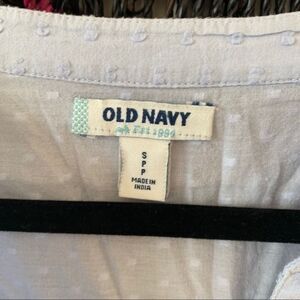 OLD NAVY
EST. 1994
S
P
P
MADE IN
INDIA